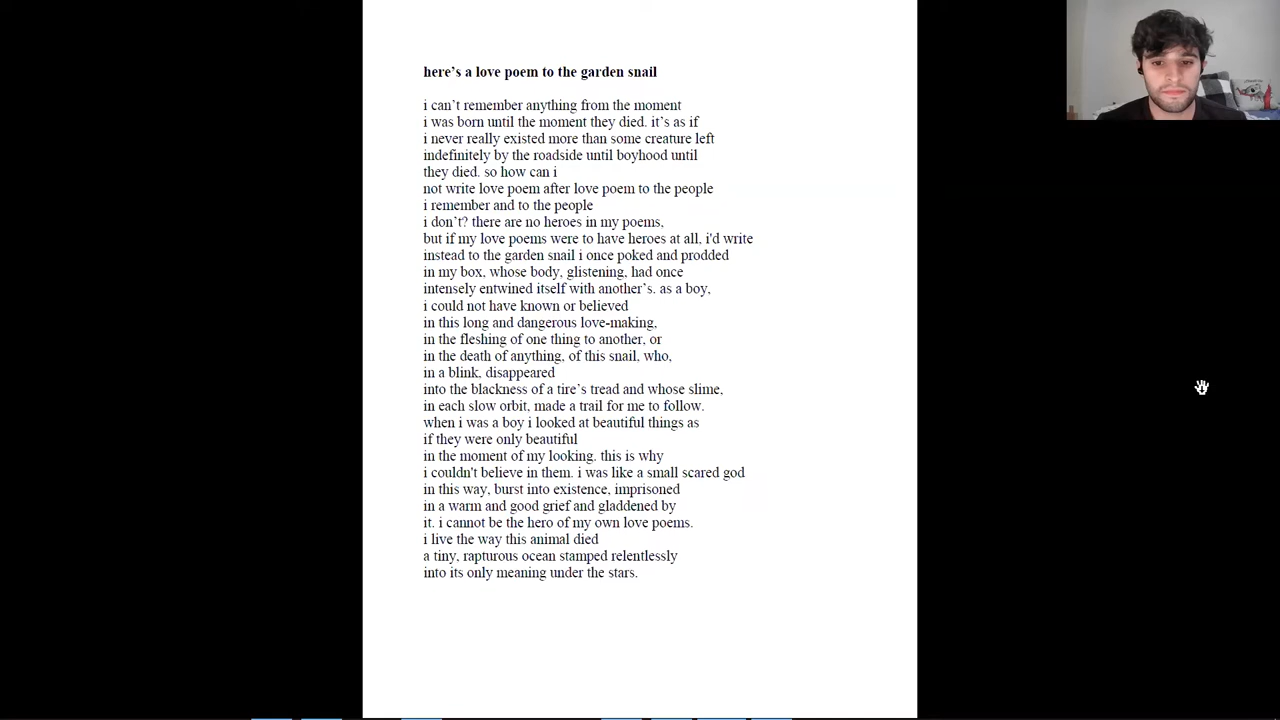 here's a love poem to the garden snail
i can't remember anything from the moment
i was born until the moment they died. it's as if
i never really existed more than some creature left
indefinitely by the roadside until boyhood until
they died. so how can i
not write love poem after love poem to the people
i remember and to the people
i don't? there are no heroes in my poems,
but if my love poems were to have heroes at all, i'd write
instead to the garden snail i once poked and prodded
in my box, whose body, glistening, had once
intensely entwined itself with another's. as a boy,
i could not have known or believed
in this long and dangerous love-making,
in the fleshing of one thing to another, or
in the death of anything, of this snail, who,
in a blink, disappeared
into the blackness of a tire's tread and whose slime,
in each slow orbit, made a trail for me to follow.
when i was a boy i looked at beautiful things as
if they were only beautiful
in the moment of my looking. this is why
i couldn't believe in them. i was like a small scared god
in this way, burst into existence, imprisoned
in a warm and good grief and gladdened by
it. i cannot be the hero of my own love poems.
i live the way this animal died
a tiny, rapturous ocean stamped relentlessly
into its only meaning under the stars.